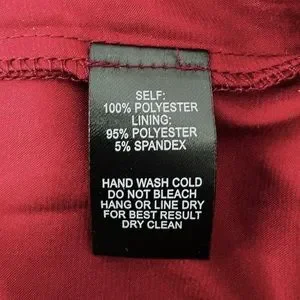 SELF:
100% POLYESTER
LINING:
95% POLYESTER
5% SPANDEX
HAND WASH COLD
DO NOT BLEACH
HANG OR LINE DRY
FOR BEST RESULT
DRY CLEAN